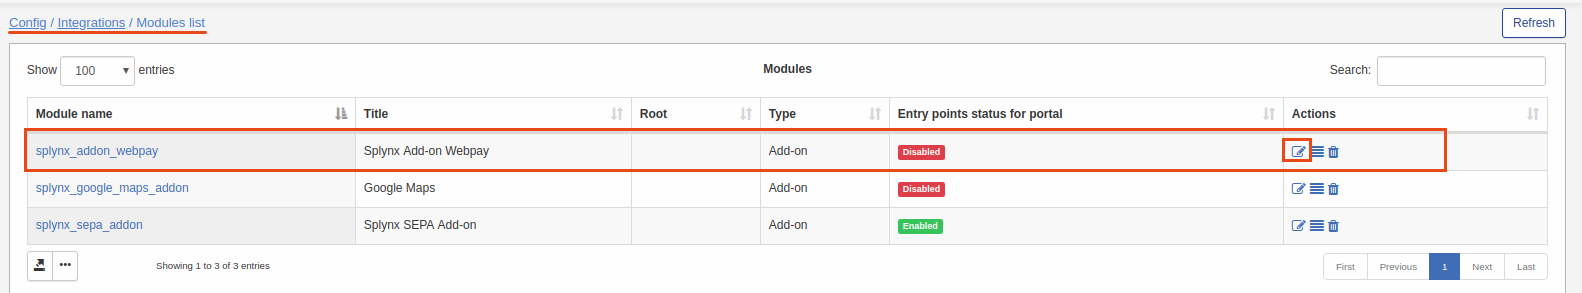 Config / Integrations / Modules list
Refresh
Show 100 entries
Modules
Search:
Module name Title Root Type Entry points status for portal Actions
splynx_addon_webpay Splynx Add-on Webpay Add-on Disabled
splynx_google_maps_addon Google Maps Add-on Disabled
splynx_sepa_addon Splynx SEPA Add-on Add-on Enabled
Showing 1 to 3 of 3 entries
First Previous 1 Next Last